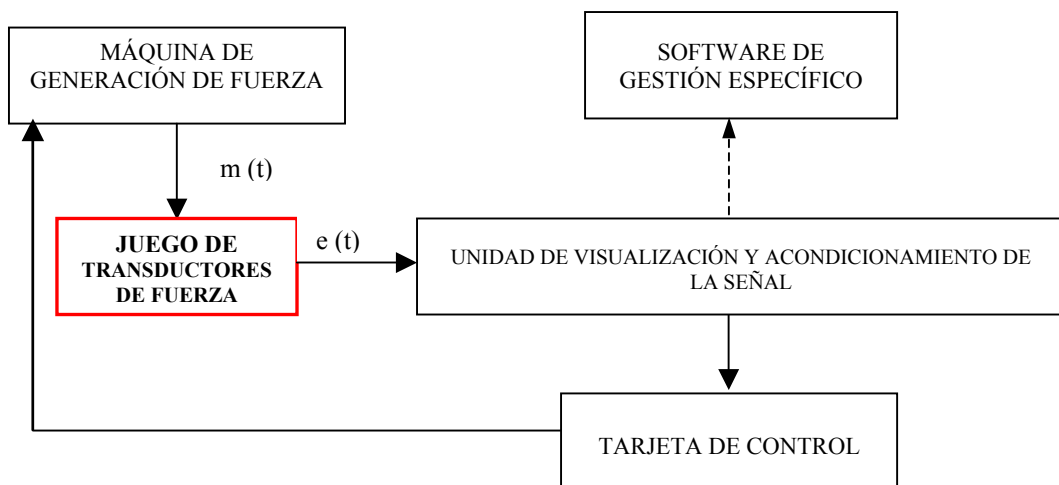 MÁQUINA DE
GENERACIÓN DE FUERZA
SOFTWARE DE
GESTIÓN ESPECÍFICO
m (t)
JUEGO DE
TRANSDUCTORES
DE FUERZA
e (t)
UNIDAD DE VISUALIZACIÓN Y ACONDICIONAMIENTO DE
LA SEÑAL
TARJETA DE CONTROL